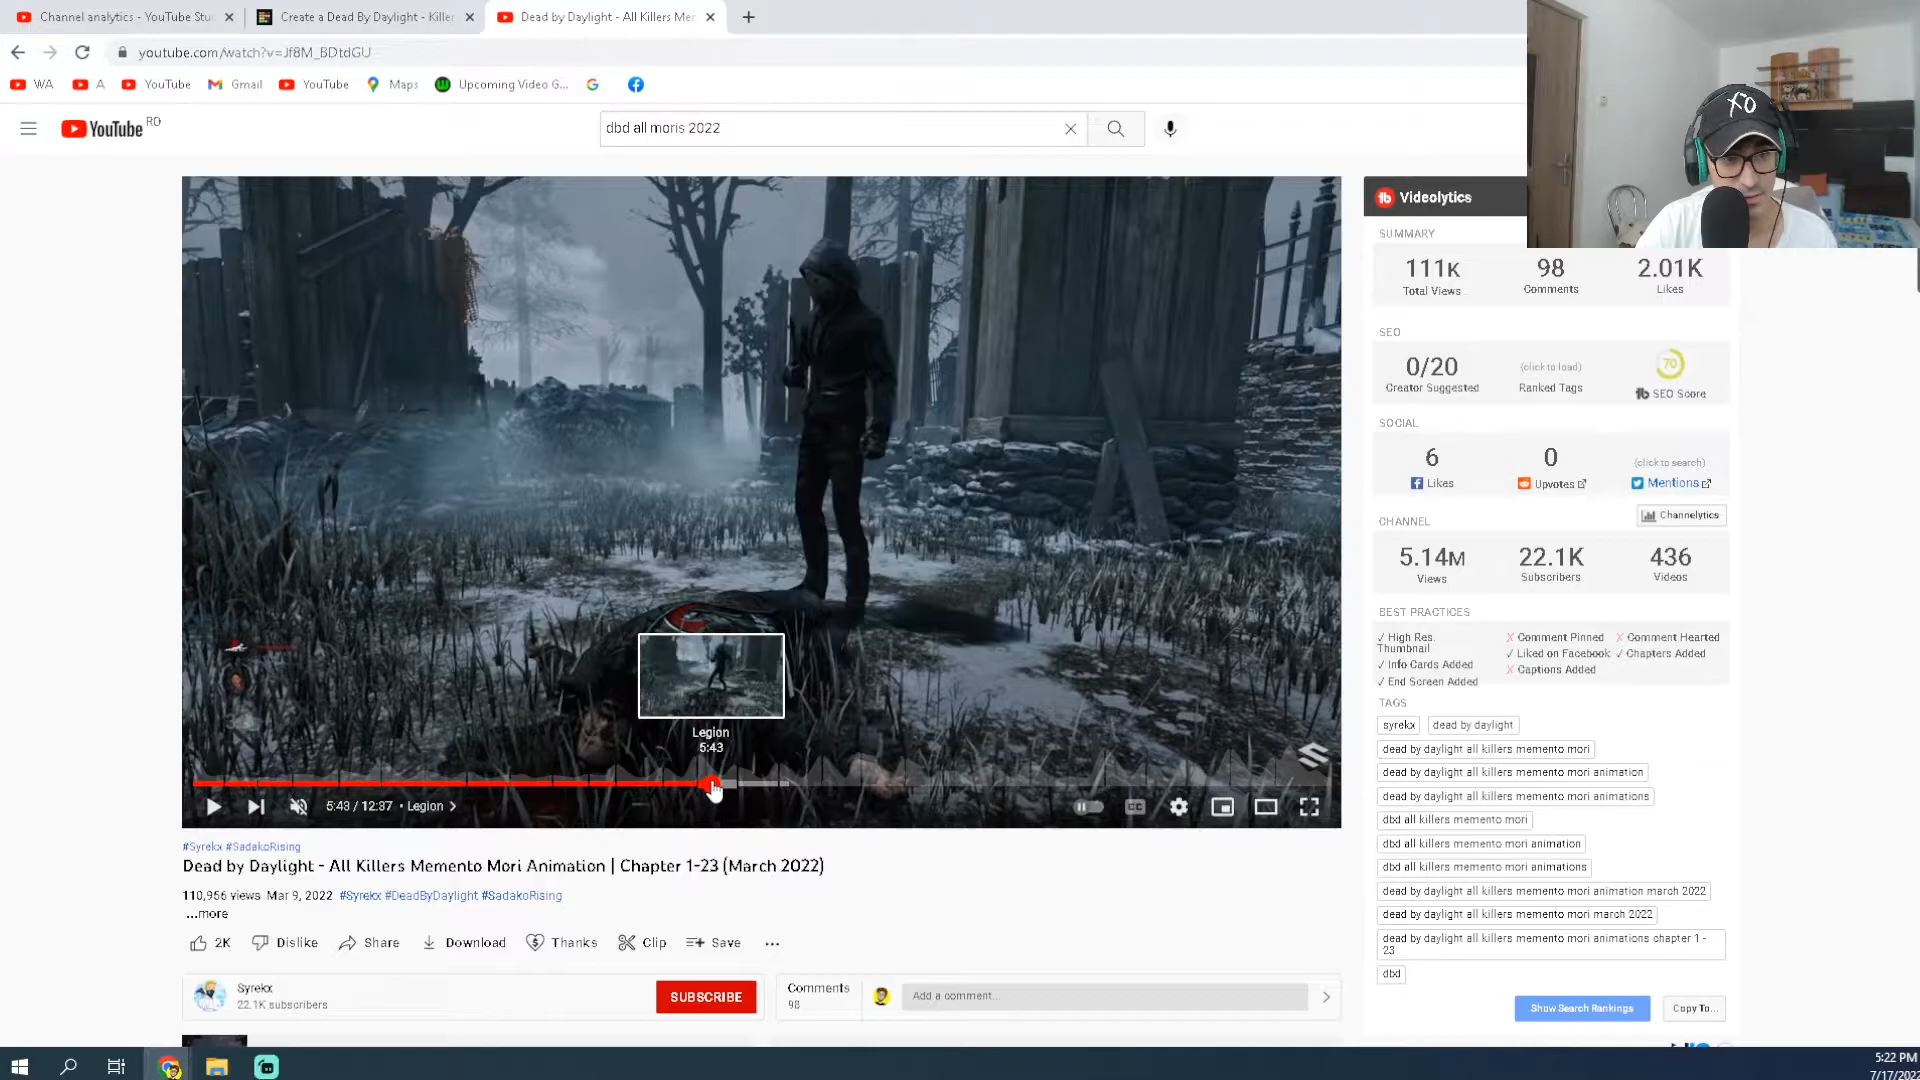 Channel analytics - YouTube Stu
Create a Dead By Daylight - Killer
Dead by Daylight - All Killers Mem
youtube.com/watch?v=Jf8M_BDtdGU
WA
A
YouTube
Gmail
YouTube
Maps
Upcoming Video G...
YouTube RO
dbd all moris 2022
XO
Videolytics
SUMMARY
111K 98 2.01K
Total Views Comments Likes
SEO
0/20 (click to load) 70
Creator Suggested Ranked Tags SEO Score
SOCIAL
6 0 (click to search)
Likes Upvotes Mentions
CHANNEL
Channelytics
5.14M 22.1K 436
Views Subscribers Videos
BEST PRACTICES
✓ High Res. Thumbnail
✓ Info Cards Added
✓ End Screen Added
X Comment Pinned
✓ Liked on Facebook
X Captions Added
X Comment Hearted
✓ Chapters Added
TAGS
syrekx dead by daylight
dead by daylight all killers memento mori
dead by daylight all killers memento mori animation
dead by daylight all killers memento mori animations
dbd all killers memento mori
dbd all killers memento mori animation
dbd all killers memento mori animations
dead by daylight all killers memento mori animation march 2022
dead by daylight all killers memento mori march 2022
dead by daylight all killers memento mori animations chapter 1 -
23
dbd
Show Search Rankings Copy To...
Legion
5:43
5:43 / 12:37 • Legion
CC
#Syrekx #SadakoRising
Dead by Daylight - All Killers Memento Mori Animation | Chapter 1-23 (March 2022)
110,956 views Mar 9, 2022 #Syrekx #DeadByDaylight #SadakoRising
...more
2K Dislike Share Download Thanks Clip Save ...
Syrekx
22.1K subscribers
SUBSCRIBE
Comments
98
Add a comment...
5:22 PM
7/17/2022